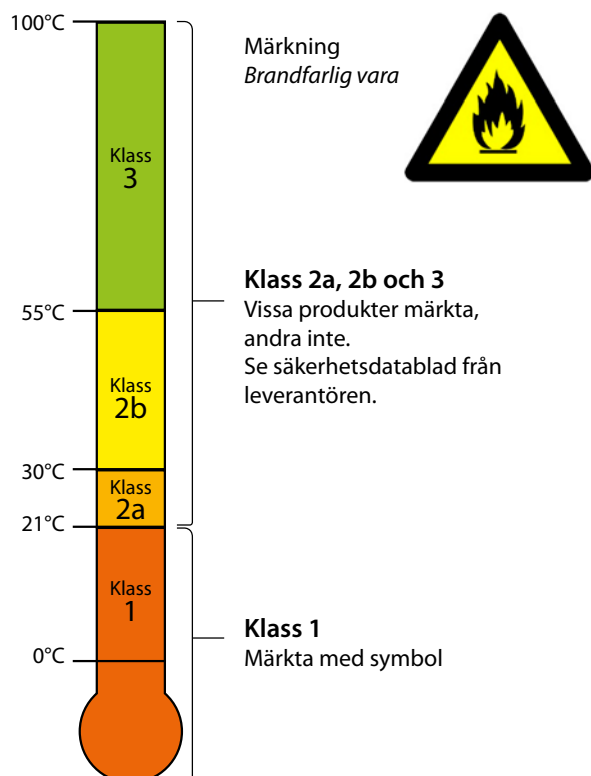 100°C
Märkning
Brandfarlig vara
Klass
3
Klass 2a, 2b och 3
Vissa produkter märkta,
andra inte.
Se säkerhetsdatablad från
leverantören.
55°C
Klass
2b
30°C
Klass
2a
21°C
Klass
1
Klass 1
Märkta med symbol
0°C